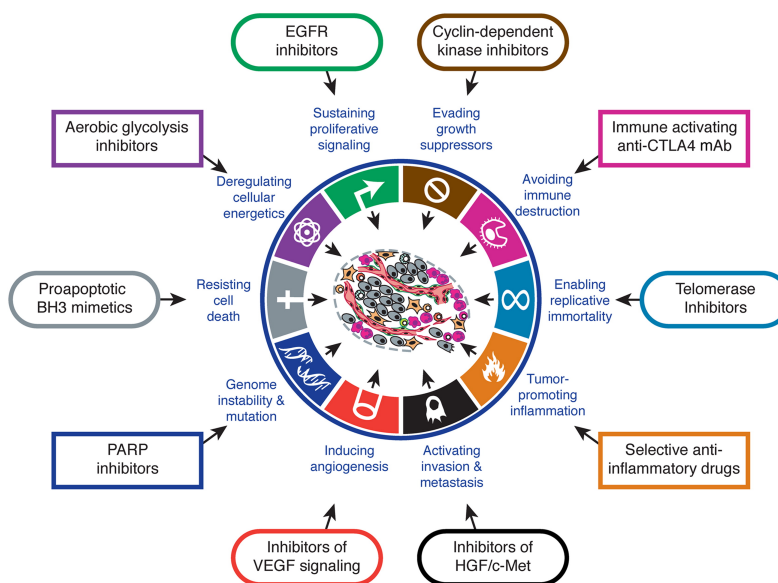 EGFR
inhibitors
Cyclin-dependent
kinase inhibitors
Sustaining
proliferative
signaling
Evading
growth
suppressors
Aerobic glycolysis
inhibitors
Immune activating
anti-CTLA4 mAb
Deregulating
cellular
energetics
Avoiding
immune
destruction
Proapoptotic
BH3 mimetics
Resisting
cell
death
Enabling
replicative
immortality
Telomerase
Inhibitors
Genome
instability &
mutation
Tumor-
promoting
inflammation
PARP
inhibitors
Inducing
angiogenesis
Activating
invasion &
metastasis
Selective anti-
inflammatory drugs
Inhibitors of
VEGF signaling
Inhibitors of
HGF/c-Met